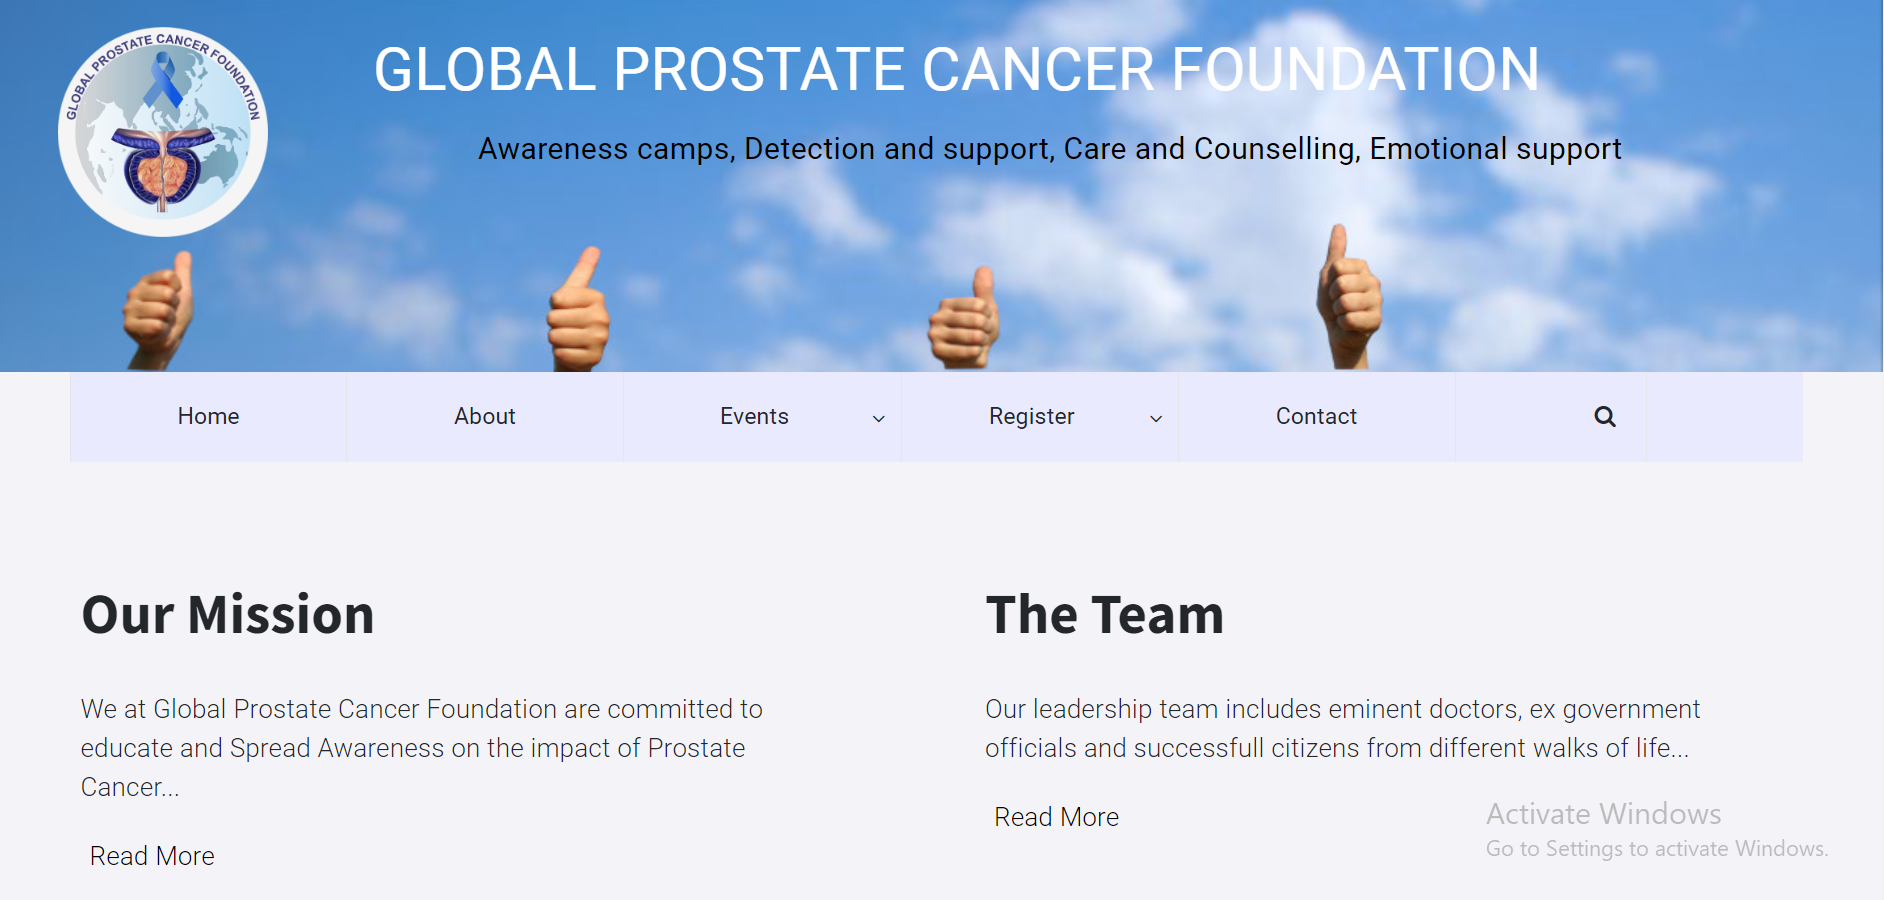 GLOBAL PROSTATE CANCER FOUNDATION
GLOBAL PROSTATE CANCER FOUNDATION
Awareness camps, Detection and support, Care and Counselling, Emotional support
Home About Events Register Contact
Our Mission
We at Global Prostate Cancer Foundation are committed to
educate and Spread Awareness on the impact of Prostate
Cancer...
Read More
The Team
Our leadership team includes eminent doctors, ex government
officials and successfull citizens from different walks of life...
Read More
Activate Windows
Go to Settings to activate Windows.